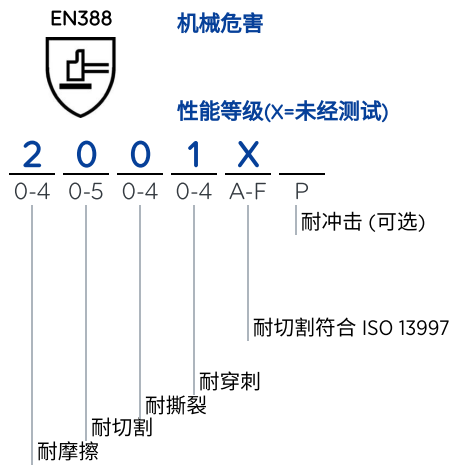 EN388
机械危害
性能等级(X=未经测试)
2 0 0 1 X
0-4 0-5 0-4 0-4 A-F P
耐冲击 (可选)
耐切割符合 ISO 13997
耐穿刺
耐撕裂
耐切割
耐摩擦